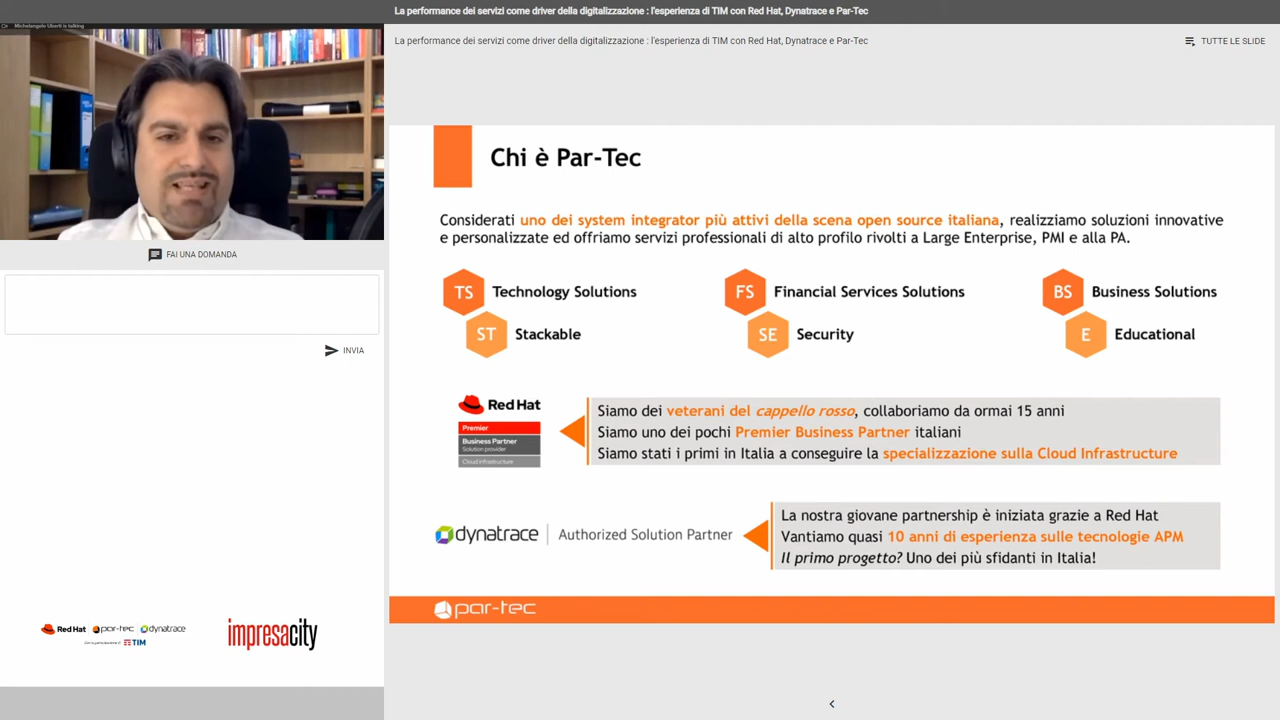 La performance dei servizi come driver della digitalizzazione : l'esperienza di TIM con Red Hat, Dynatrace e Par-Tec
Michelangelo Uberti is talking
La performance dei servizi come driver della digitalizzazione : l'esperienza di TIM con Red Hat, Dynatrace e Par-Tec
TUTTE LE SLIDE
FAI UNA DOMANDA
INVIA
Chi è Par-Tec
Considerati uno dei system integrator più attivi della scena open source italiana, realizziamo soluzioni innovative
e personalizzate ed offriamo servizi professionali di alto profilo rivolti a Large Enterprise, PMI e alla PA.
TS Technology Solutions
ST Stackable
FS Financial Services Solutions
SE Security
BS Business Solutions
E Educational
Red Hat
Premier
Business Partner
Solution provider
Cloud infrastructure
Siamo dei veterani del cappello rosso, collaboriamo da ormai 15 anni
Siamo uno dei pochi Premier Business Partner italiani
Siamo stati i primi in Italia a conseguire la specializzazione sulla Cloud Infrastructure
dynatrace | Authorized Solution Partner
La nostra giovane partnership è iniziata grazie a Red Hat
Vantiamo quasi 10 anni di esperienza sulle tecnologie APM
Il primo progetto? Uno dei più sfidanti in Italia!
par-tec
Red Hat par-tec dynatrace
TIM
impresacity